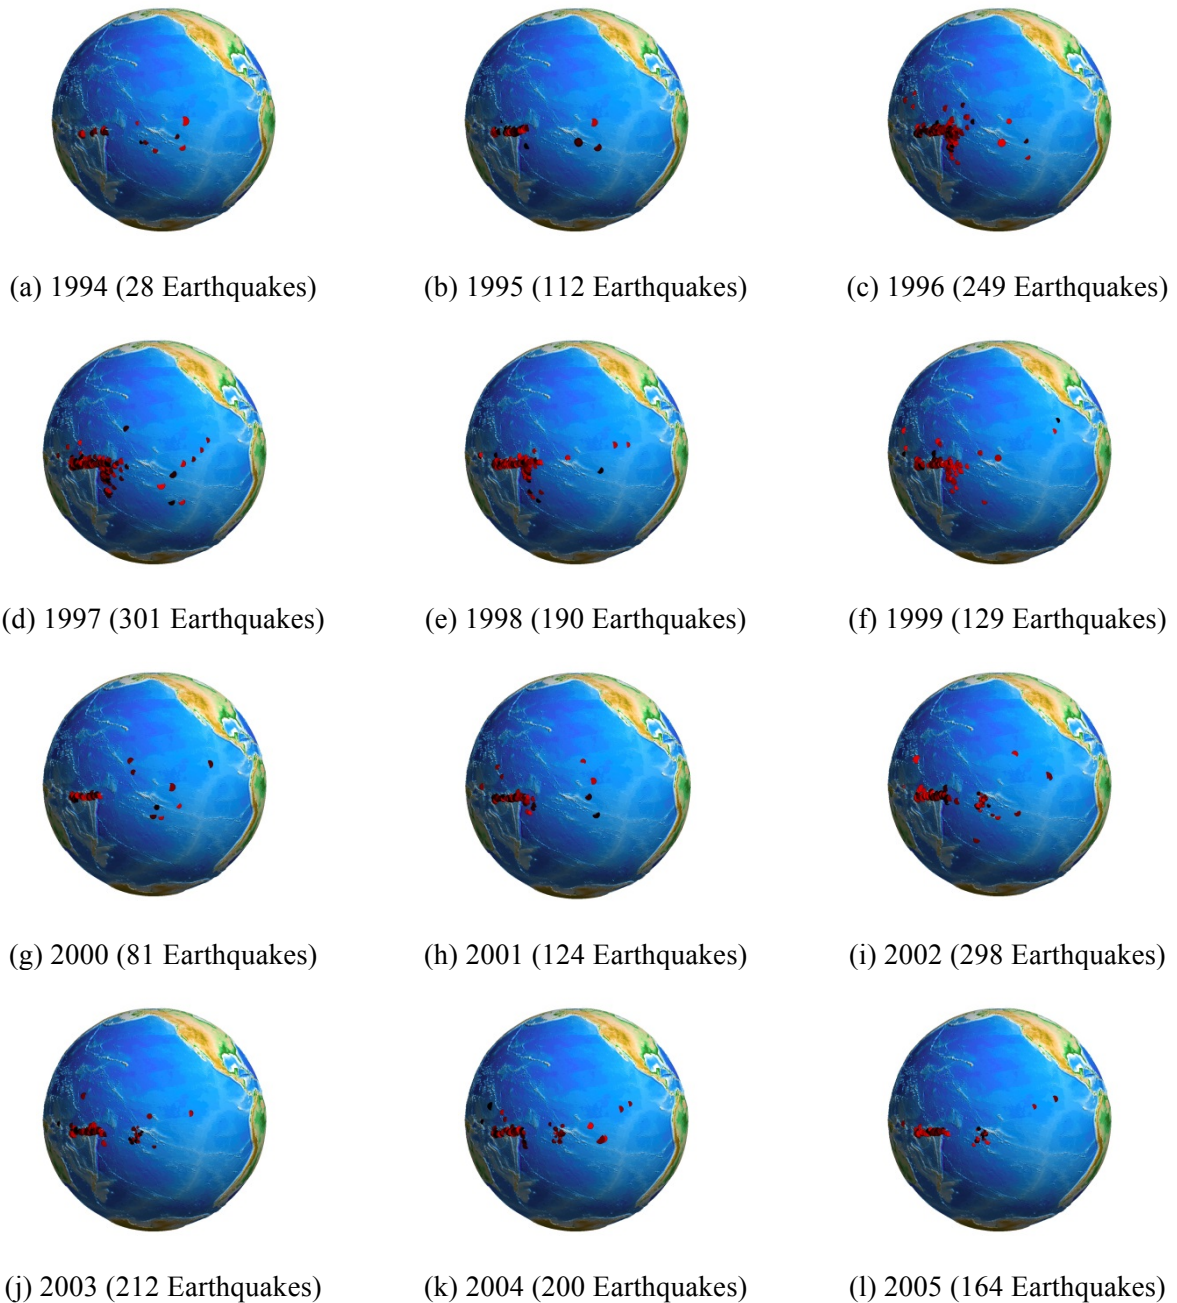 (a) 1994 (28 Earthquakes)
(b) 1995 (112 Earthquakes)
(c) 1996 (249 Earthquakes)
(d) 1997 (301 Earthquakes)
(e) 1998 (190 Earthquakes)
(f) 1999 (129 Earthquakes)
(g) 2000 (81 Earthquakes)
(h) 2001 (124 Earthquakes)
(i) 2002 (298 Earthquakes)
(j) 2003 (212 Earthquakes)
(k) 2004 (200 Earthquakes)
(l) 2005 (164 Earthquakes)